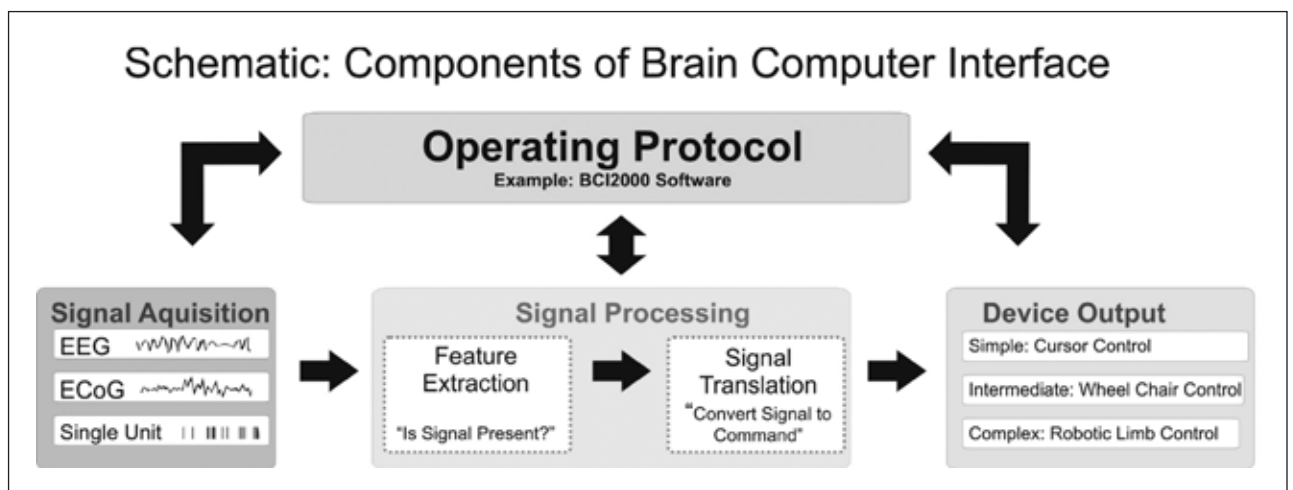 Schematic: Components of Brain Computer Interface
Operating Protocol
Example: BCI2000 Software
Signal Aquisition
EEG
ECoG
Single Unit
Signal Processing
Feature
Extraction
"Is Signal Present?"
Signal
Translation
"Convert Signal to
Command"
Device Output
Simple: Cursor Control
Intermediate: Wheel Chair Control
Complex: Robotic Limb Control